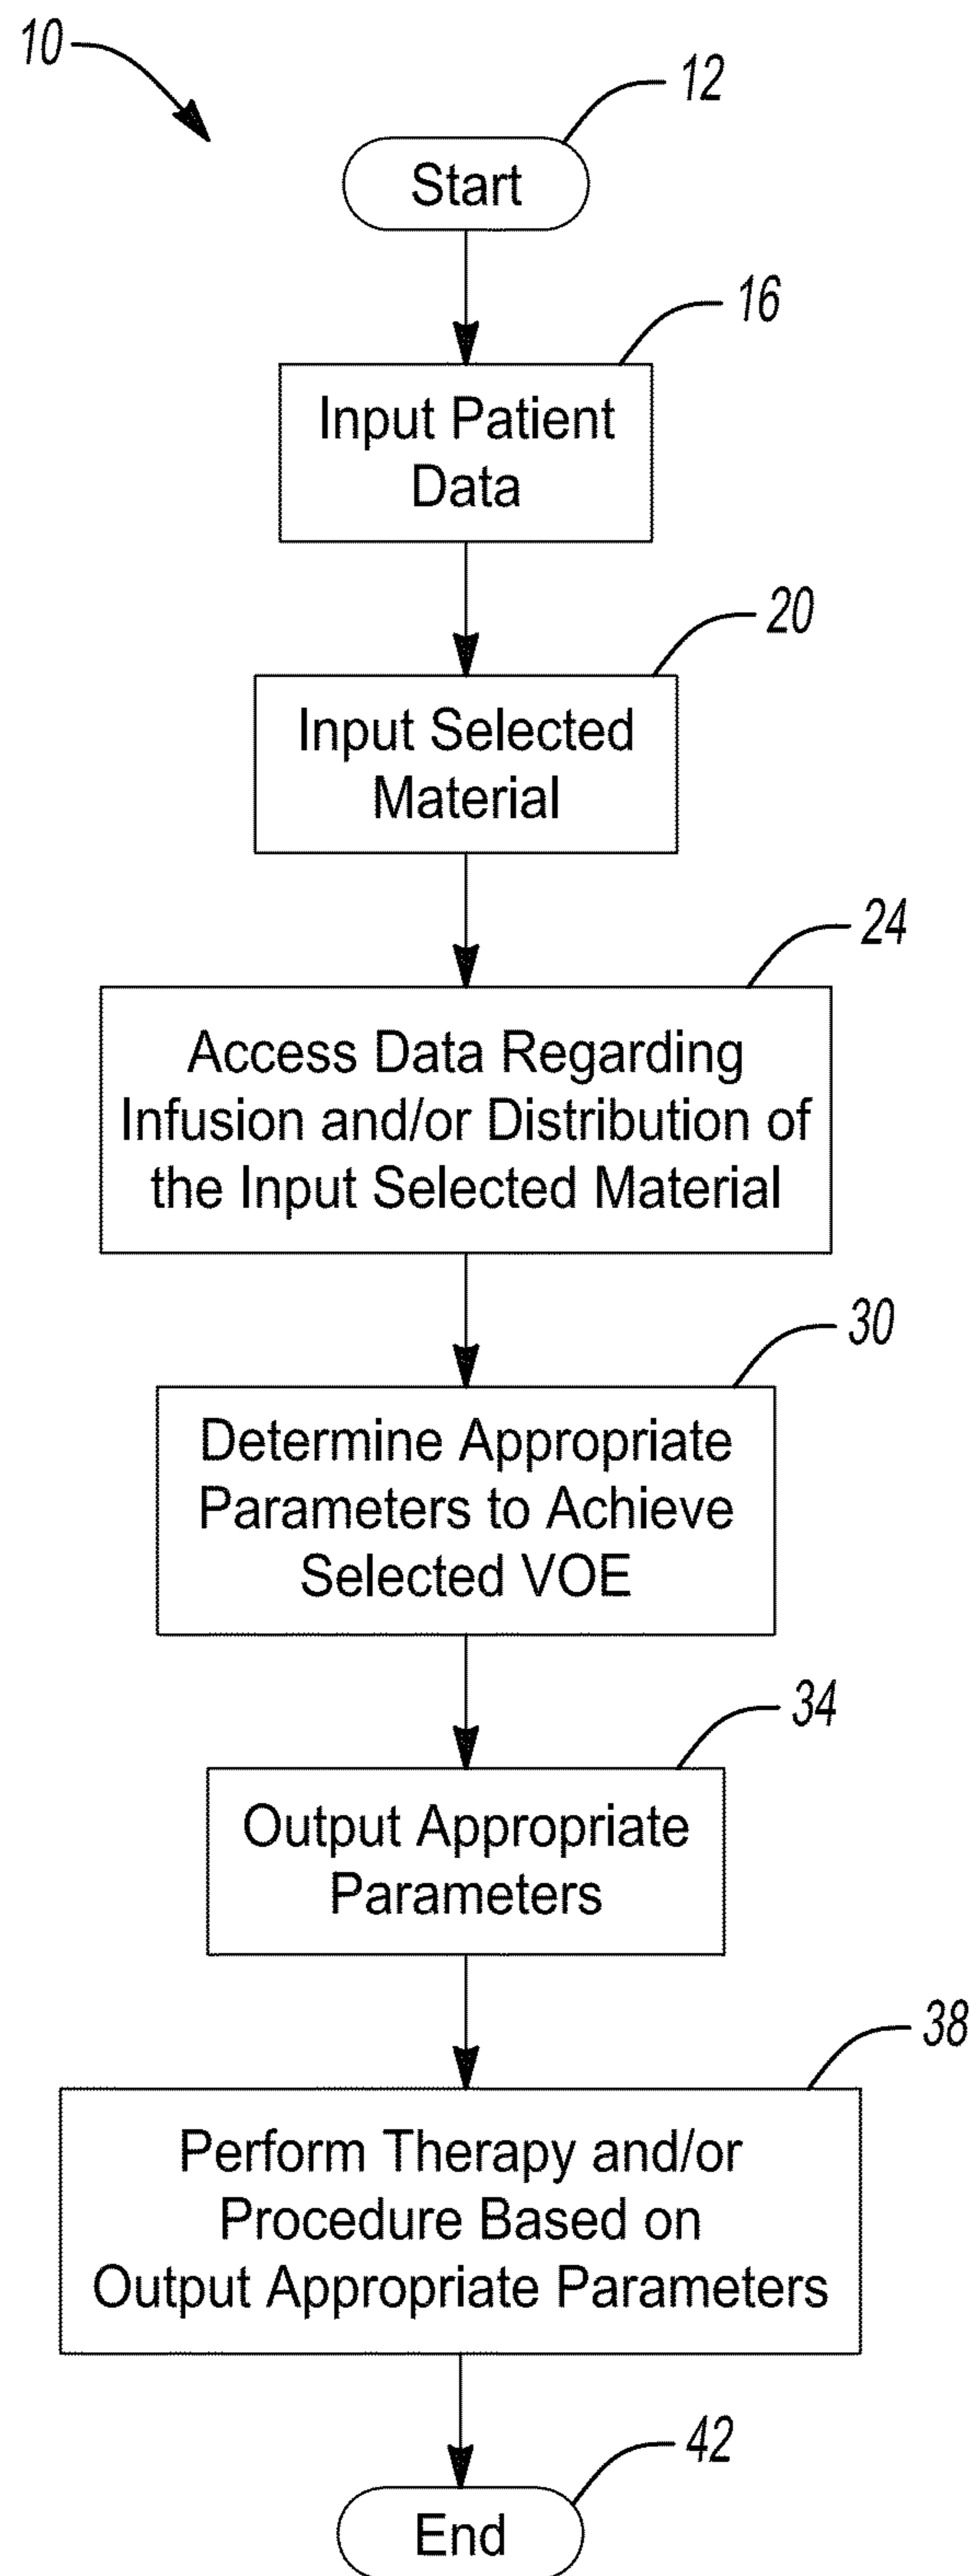 10
12
Start
16
Input Patient
Data
20
Input Selected
Material
24
Access Data Regarding
Infusion and/or Distribution of
the Input Selected Material
30
Determine Appropriate
Parameters to Achieve
Selected VOE
34
Output Appropriate
Parameters
38
Perform Therapy and/or
Procedure Based on
Output Appropriate Parameters
42
End